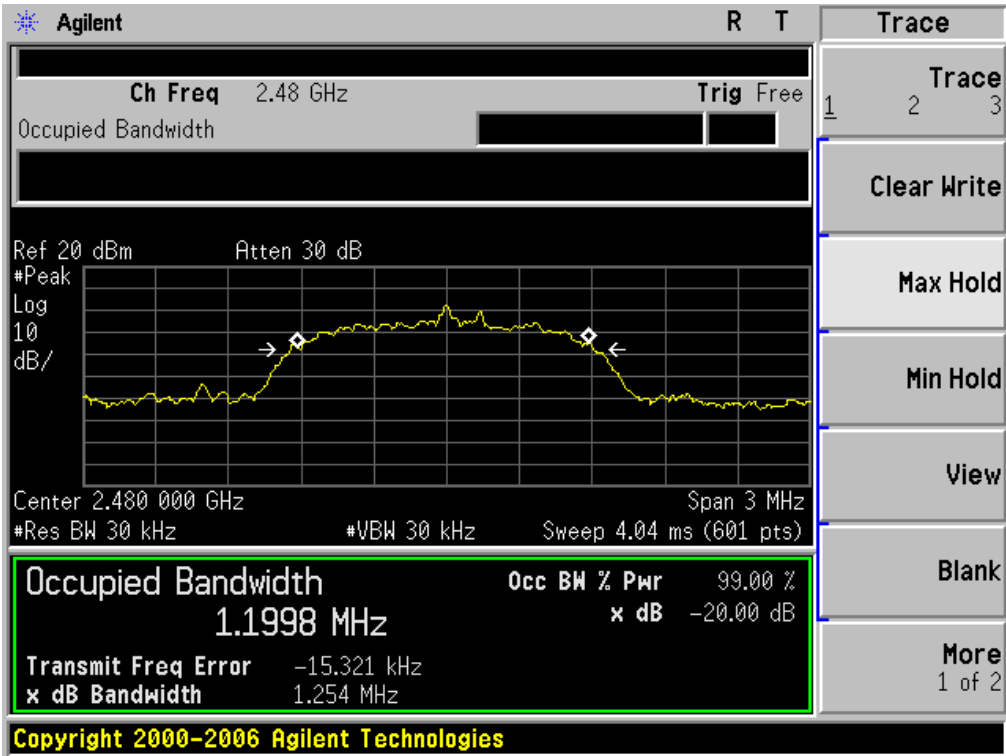 Agilent R T
Ch Freq 2.48 GHz Trig Free
Occupied Bandwidth
Ref 20 dBm Atten 30 dB
#Peak
Log
10
dB/
Center 2.480 000 GHz Span 3 MHz
#Res BW 30 kHz #VBW 30 kHz Sweep 4.04 ms (601 pts)
Occupied Bandwidth Occ BW % Pwr 99.00 %
1.1998 MHz x dB -20.00 dB
Transmit Freq Error -15.321 kHz
x dB Bandwidth 1.254 MHz
Copyright 2000-2006 Agilent Technologies
Trace
Trace
1 2 3
Clear Write
Max Hold
Min Hold
View
Blank
More
1 of 2